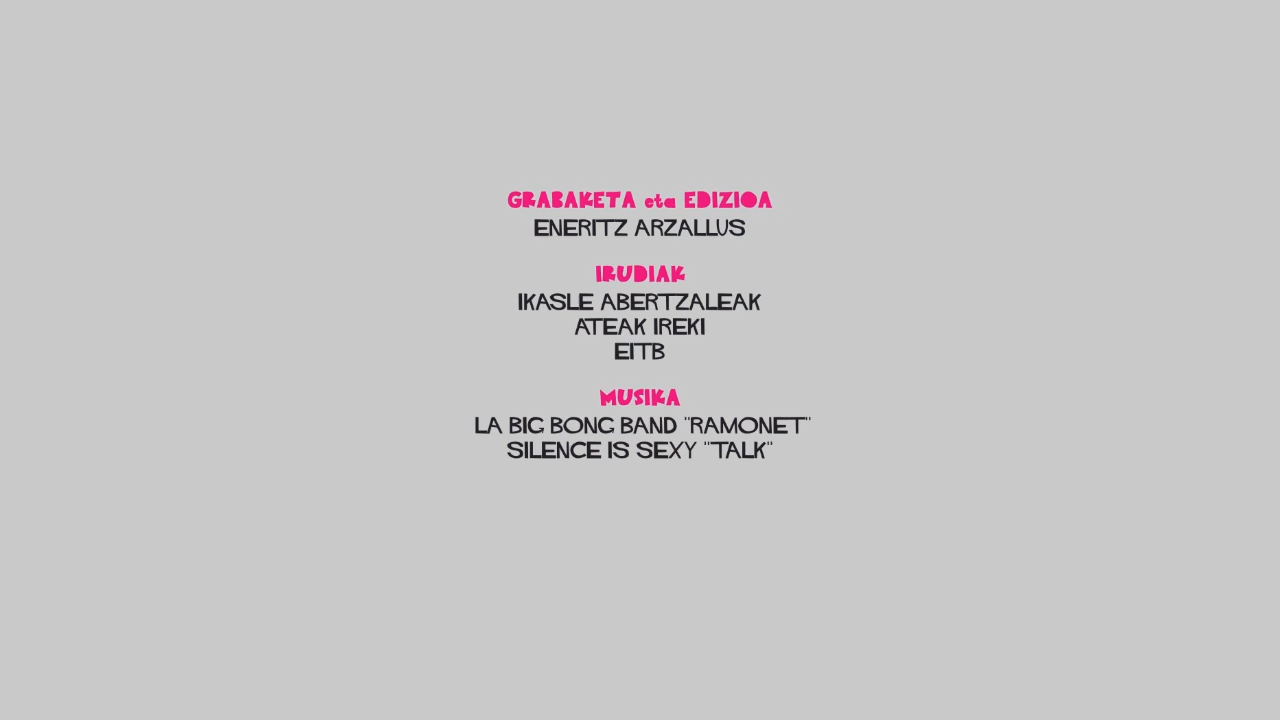 GRABAKETA eta EDIZIOA
ENERITZ ARZALLUS
IRUDIAK
IKASLE ABERTZALEAK
ATEAK IREKI
EITB
MUSIKA
LA BIG BONG BAND "RAMONET"
SILENCE IS SEXY "TALK"